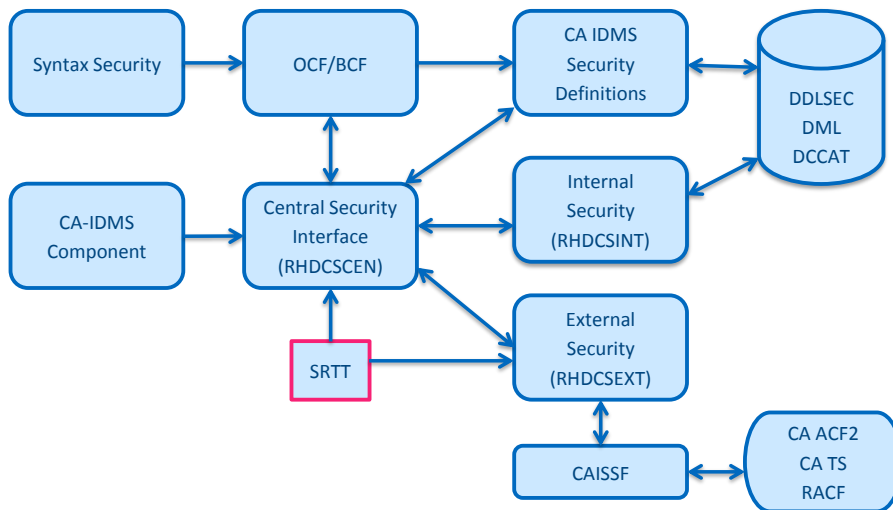 Syntax Security
OCF/BCF
CA IDMS
Security
Definitions
DDLSEC
DML
DCCAT
CA-IDMS
Component
Central Security
Interface
(RHDCSCEN)
Internal
Security
(RHDCSINT)
SRTT
External
Security
(RHDCSEXT)
CAISSF
CA ACF2
CA TS
RACF